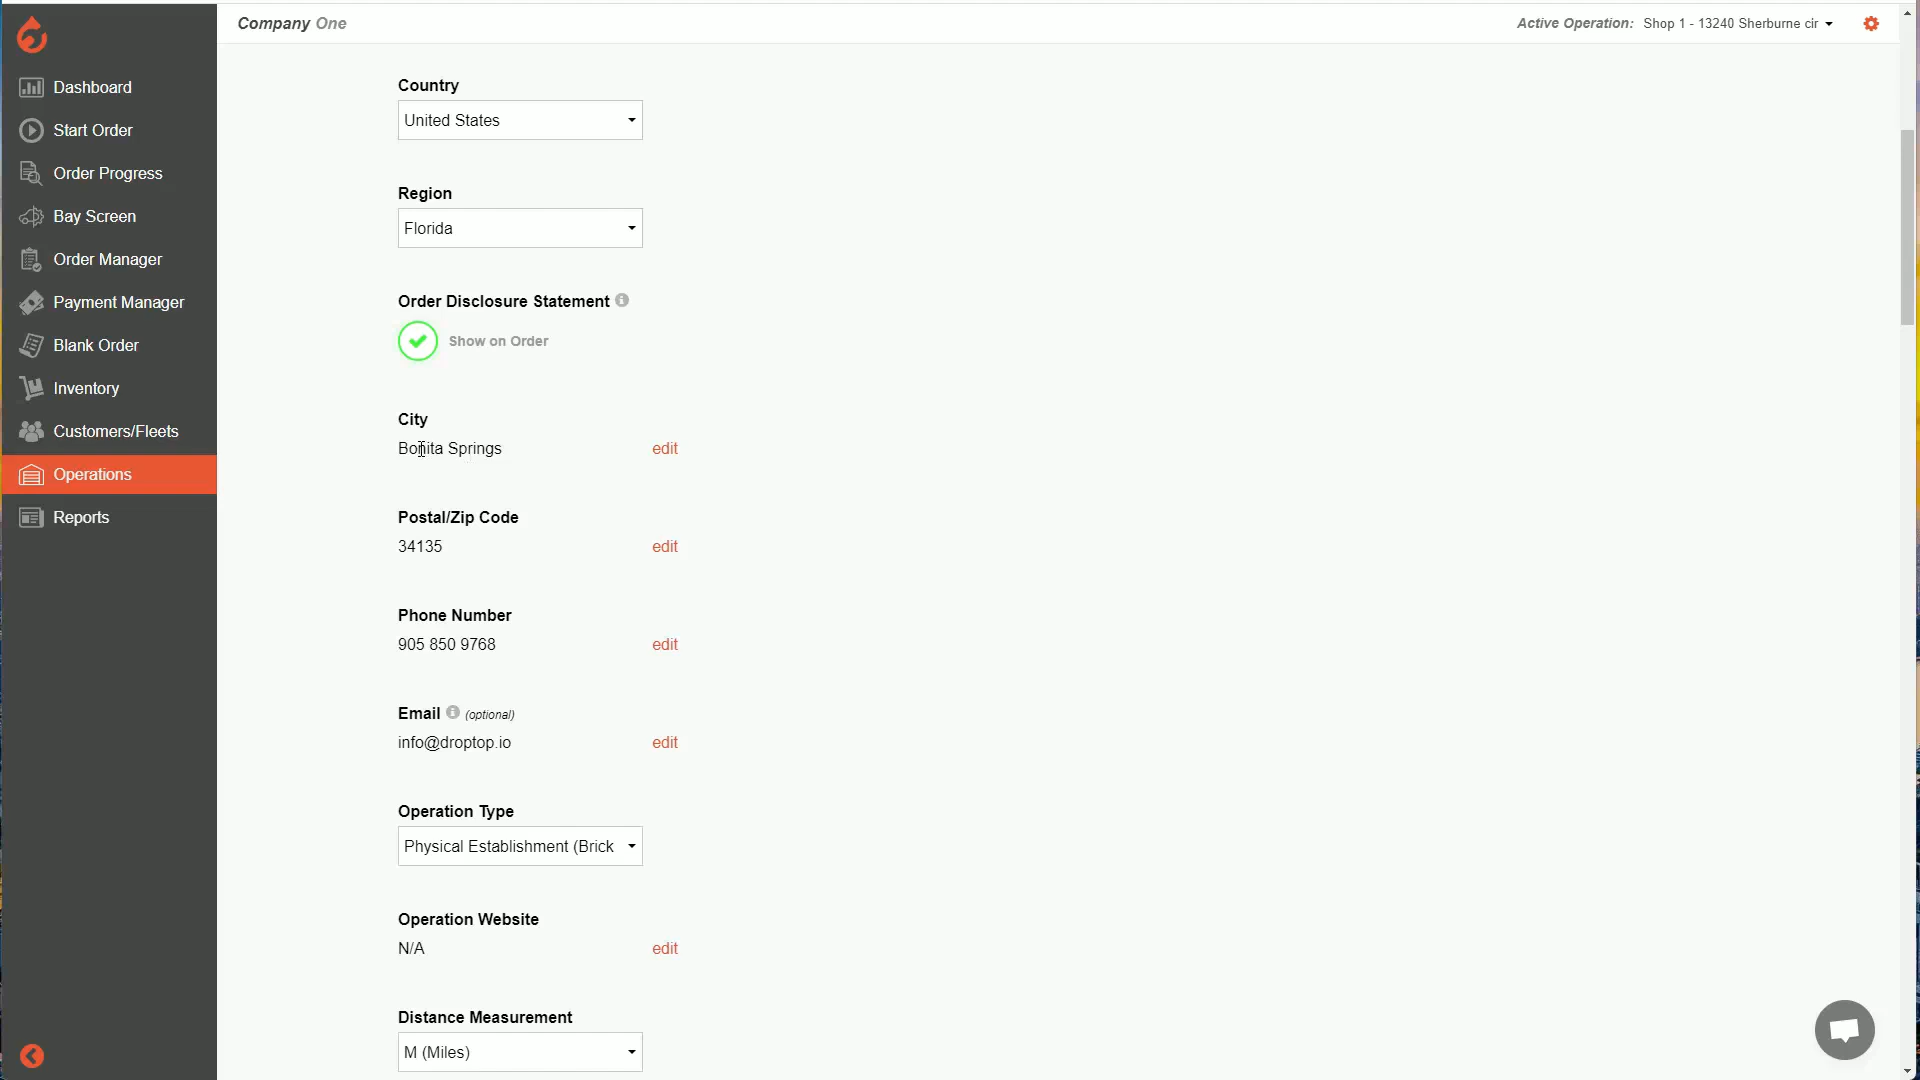 Company One
Active Operation: Shop 1 - 13240 Sherburne cir
Dashboard
Start Order
Order Progress
Bay Screen
Order Manager
Payment Manager
Blank Order
Inventory
Customers/Fleets
Operations
Reports
Country
United States
Region
Florida
Order Disclosure Statement
Show on Order
City
Bonita Springs edit
Postal/Zip Code
34135 edit
Phone Number
905 850 9768 edit
Email (optional)
info@droptop.io edit
Operation Type
Physical Establishment (Brick
Operation Website
N/A edit
Distance Measurement
M (Miles)